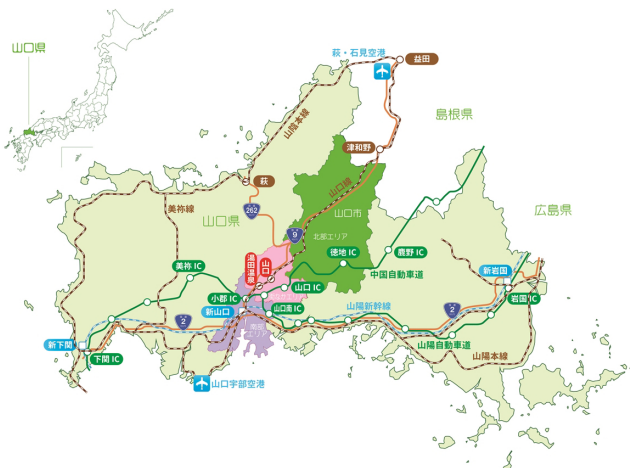 山口県
萩・石見空港
益田
島根県
山陰本線
津和野
萩
山口線
美祢線
262
山口県
山口市
広島県
9
北部エリア
湯田温泉
山口
徳地 IC
鹿野 IC
美祢 IC
中国自動車道
新岩国
山口 IC
小郡 IC
岩国 IC
新山口
山口南 IC
山陽新幹線
2
2
南部
エリア
新下関
山陽自動車道
下関 IC
山陽本線
山口宇部空港